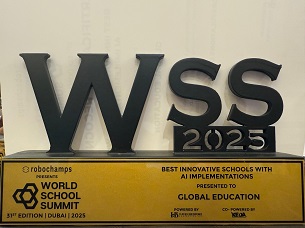 WSS
2025
robochamps
PRESENTS
WORLD
SCHOOL
SUMMIT
31ST EDITION | DUBAI | 2025
BEST INNOVATIVE SCHOOLS WITH
AI IMPLEMENTATIONS
PRESENTED TO
GLOBAL EDUCATION
POWERED BY
CO- POWERED BY